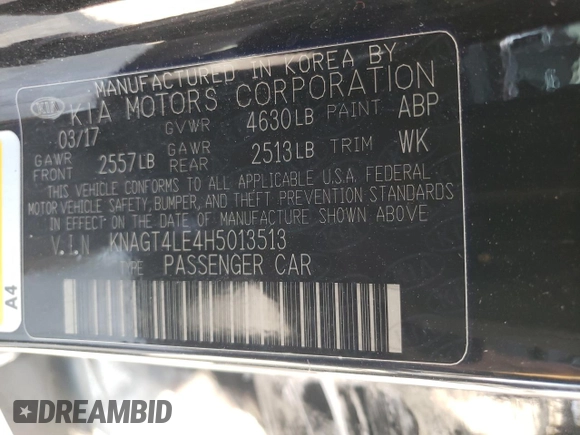 MANUFACTURED IN KOREA BY
KIA KIA MOTORS CORPORATION
03/17 GVWR 4630LB PAINT ABP
GAWR FRONT 2557LB GAWR REAR 2513LB TRIM WK
THIS VEHICLE CONFORMS TO ALL APPLICABLE U.S.A. FEDERAL
MOTOR VEHICLE SAFETY, BUMPER, AND THEFT PREVENTION STANDARDS
IN EFFECT ON THE DATE OF MANUFACTURE SHOWN ABOVE
V.I.N KNAGT4LE4H5013513
TYPE PASSENGER CAR
A4
DREAMBID